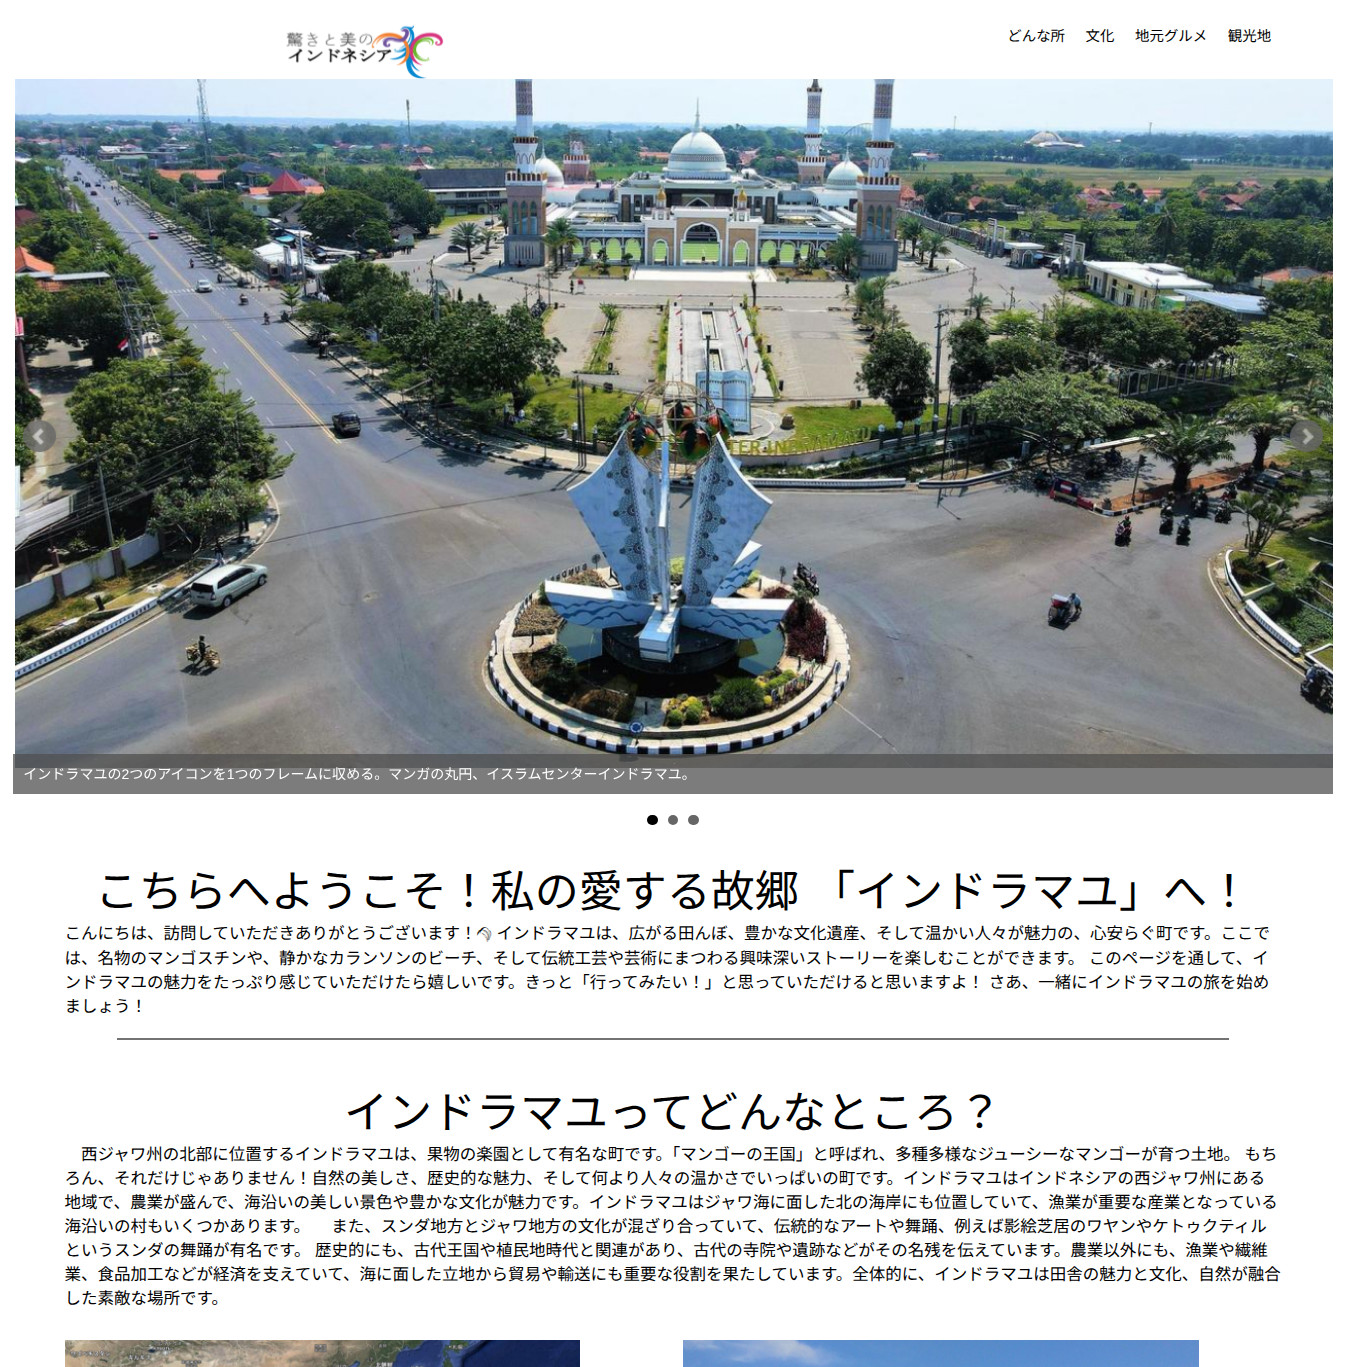 驚きと美の
インドネシア
どんな所 文化 地元グルメ 観光地
インドラマユの2つのアイコンを1つのフレームに収める。マンガの丸円、イスラムセンターインドラマユ。
こちらへようこそ！私の愛する故郷 「インドラマユ」へ！
こんにちは、訪問していただきありがとうございます！🌾 インドラマユは、広がる田んぼ、豊かな文化遺産、そして温かい人々が魅力の、心安らぐ町です。ここで
は、名物のマンゴスチンや、静かなカランソンのビーチ、そして伝統工芸や芸術にまつわる興味深いストーリーを楽しむことができます。 このページを通して、イ
ンドラマユの魅力をたっぷり感じていただけたら嬉しいです。きっと「行ってみたい！」と思っていただけると思いますよ！ さあ、一緒にインドラマユの旅を始め
ましょう！
インドラマユってどんなところ？
西ジャワ州の北部に位置するインドラマユは、果物の楽園として有名な町です。「マンゴーの王国」と呼ばれ、多種多様なジューシーなマンゴーが育つ土地。 もち
ろん、それだけじゃありません！自然の美しさ、歴史的な魅力、そして何より人々の温かさでいっぱいの町です。インドラマユはインドネシアの西ジャワ州にある
地域で、農業が盛んで、海沿いの美しい景色や豊かな文化が魅力です。インドラマユはジャワ海に面した北の海岸にも位置していて、漁業が重要な産業となっている
海沿いの村もいくつかあります。 また、スンダ地方とジャワ地方の文化が混ざり合っていて、伝統的なアートや舞踊、例えば影絵芝居のワヤンやケトゥクティル
というスンダの舞踊が有名です。 歴史的にも、古代王国や植民地時代と関連があり、古代の寺院や遺跡などがその名残を伝えています。農業以外にも、漁業や繊維
業、食品加工などが経済を支えていて、海に面した立地から貿易や輸送にも重要な役割を果たしています。全体的に、インドラマユは田舎の魅力と文化、自然が融合
した素敵な場所です。